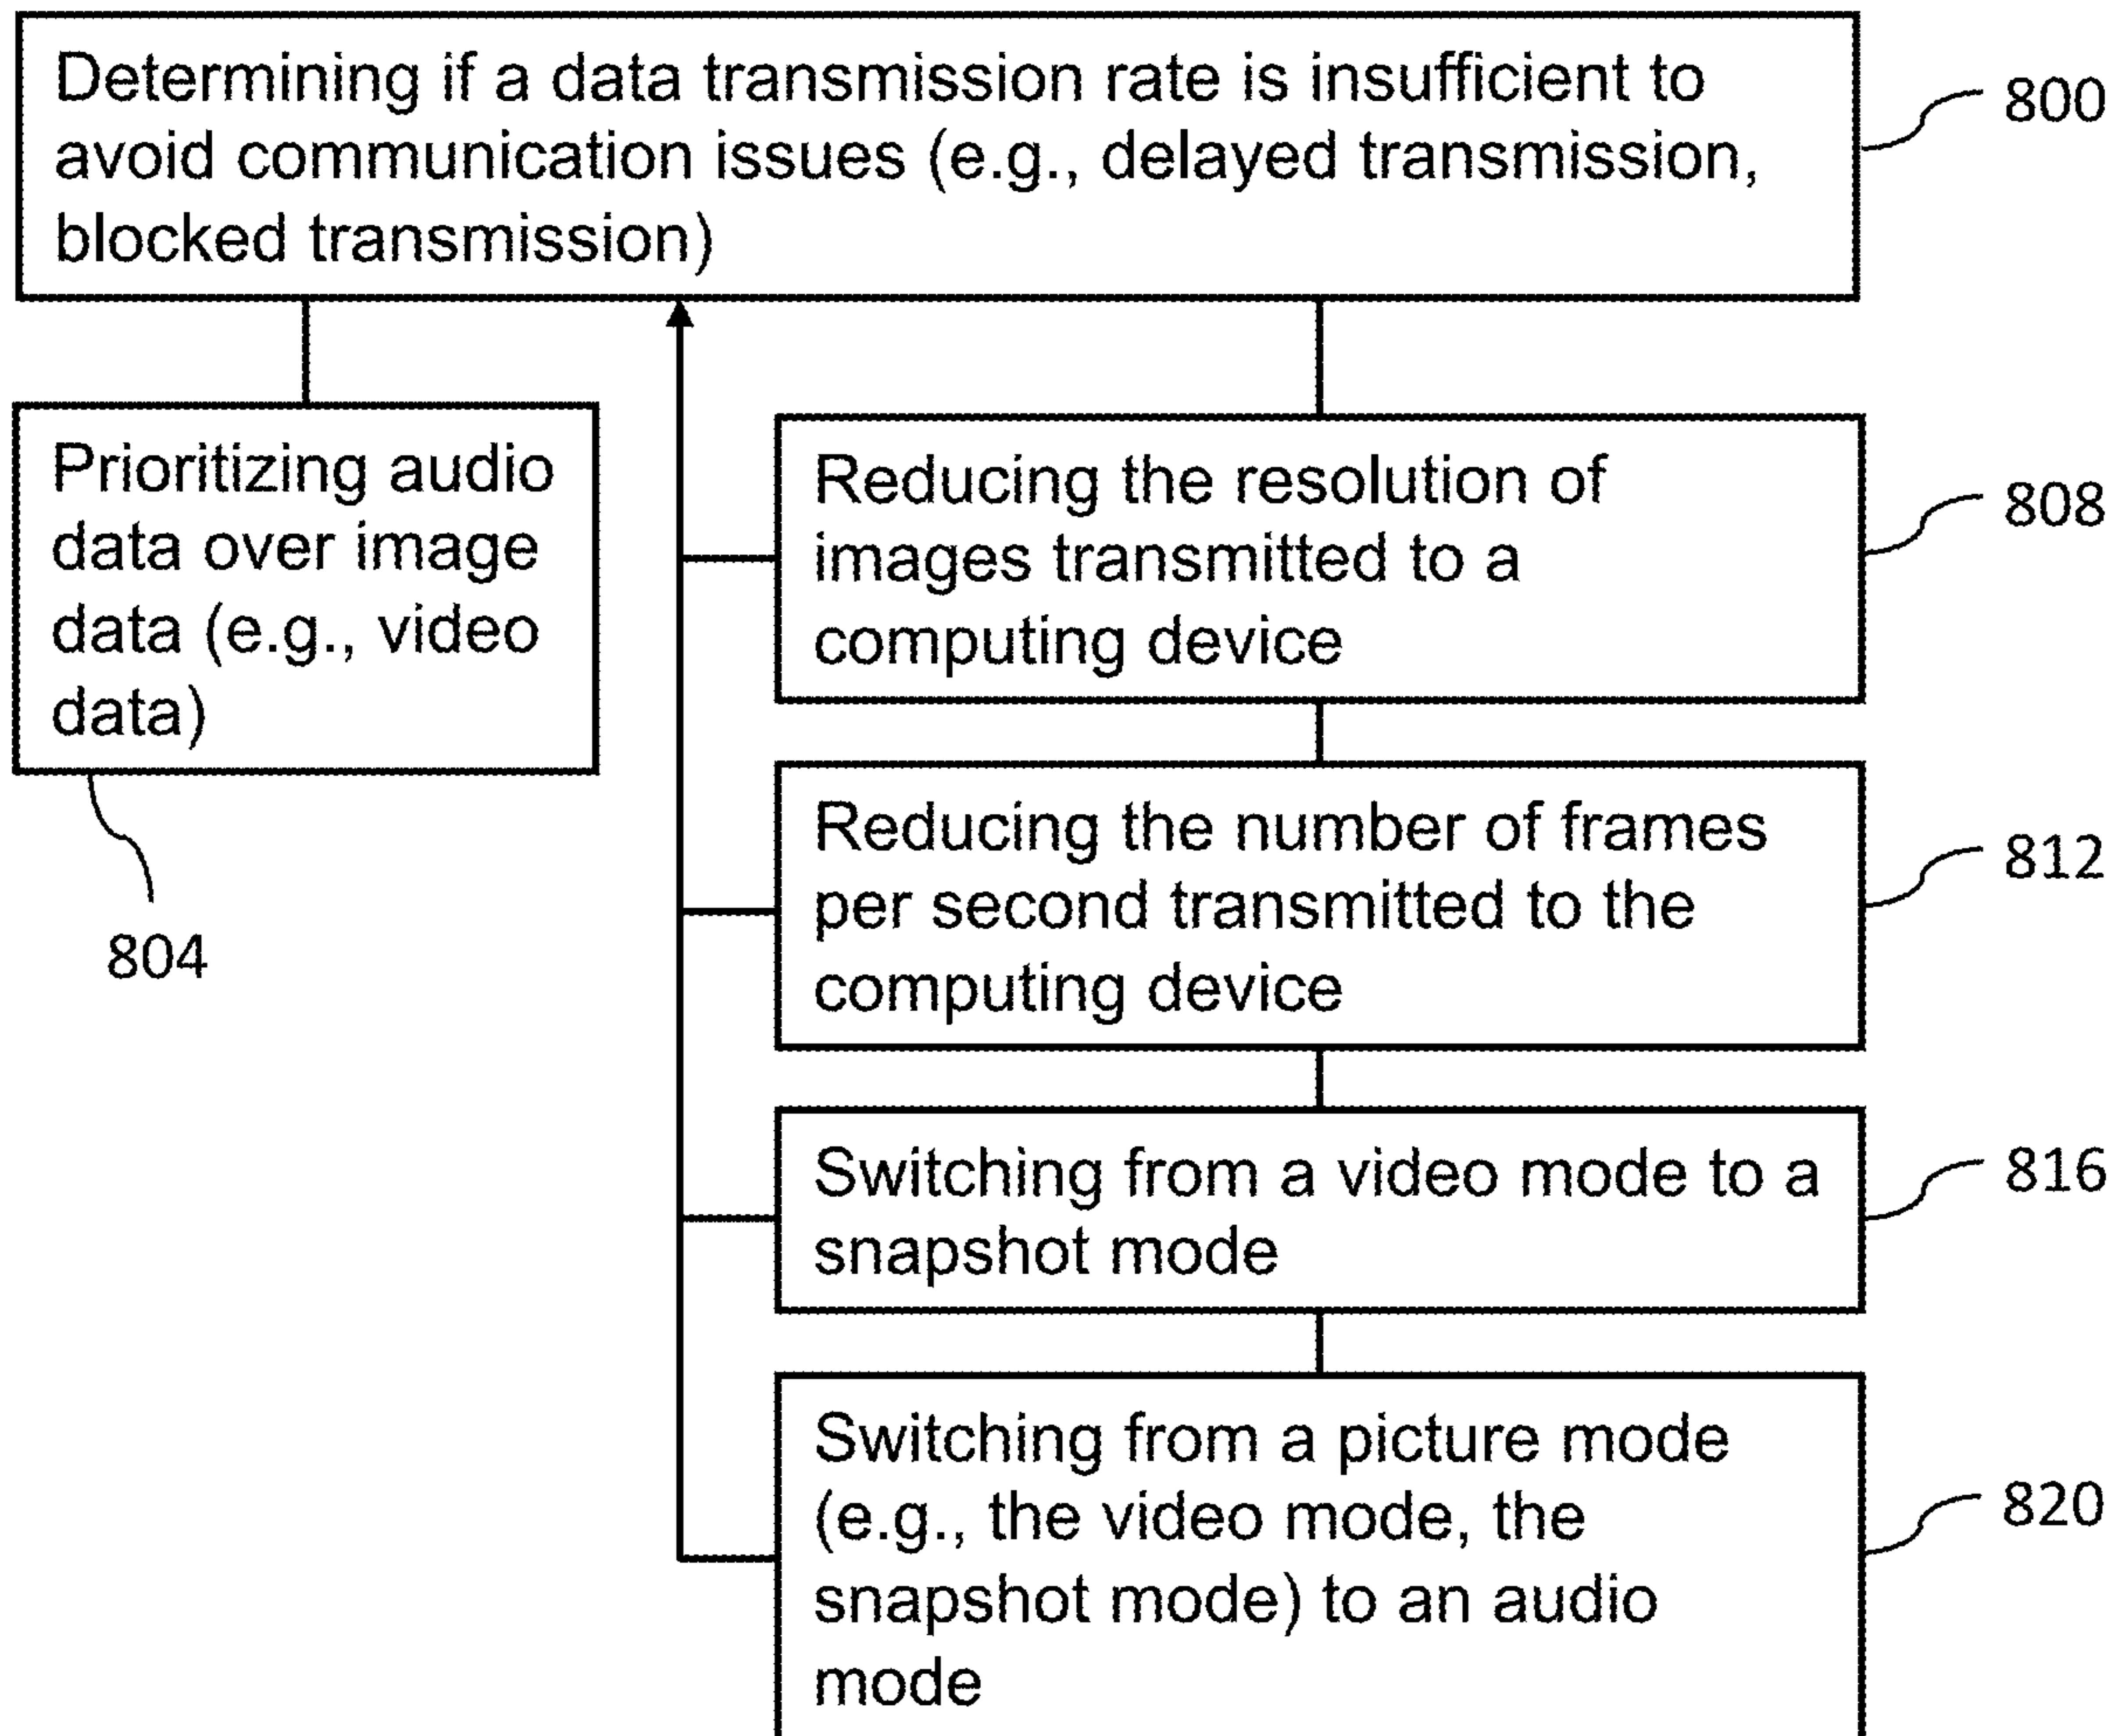 Determining if a data transmission rate is insufficient to
avoid communication issues (e.g., delayed transmission,
blocked transmission)
800
Prioritizing audio
data over image
data (e.g., video
data)
804
Reducing the resolution of
images transmitted to a
computing device
808
Reducing the number of frames
per second transmitted to the
computing device
812
Switching from a video mode to a
snapshot mode
816
Switching from a picture mode
(e.g., the video mode, the
snapshot mode) to an audio
mode
820